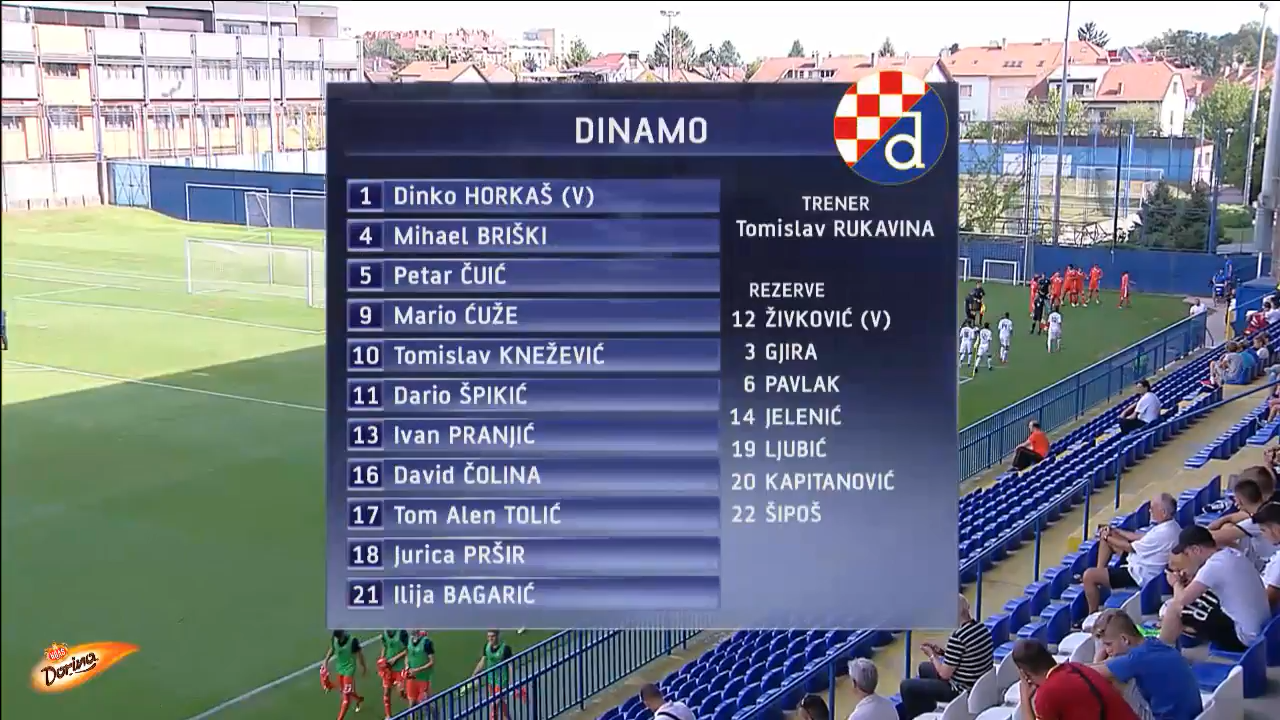 DINAMO
1 Dinko HORKAŠ (V)
4 Mihael BRIŠKI
5 Petar ČUIĆ
9 Mario ĆUŽE
10 Tomislav KNEŽEVIĆ
11 Dario ŠPIKIĆ
13 Ivan PRANJIĆ
16 David ČOLINA
17 Tom Alen TOLIĆ
18 Jurica PRŠIR
21 Ilija BAGARIĆ
d
TRENER
Tomislav RUKAVINA
REZERVE
12 ŽIVKOVIĆ (V)
3 GJIRA
6 PAVLAK
14 JELENIĆ
19 LJUBIĆ
20 KAPITANOVIĆ
22 ŠIPOŠ
Dorina